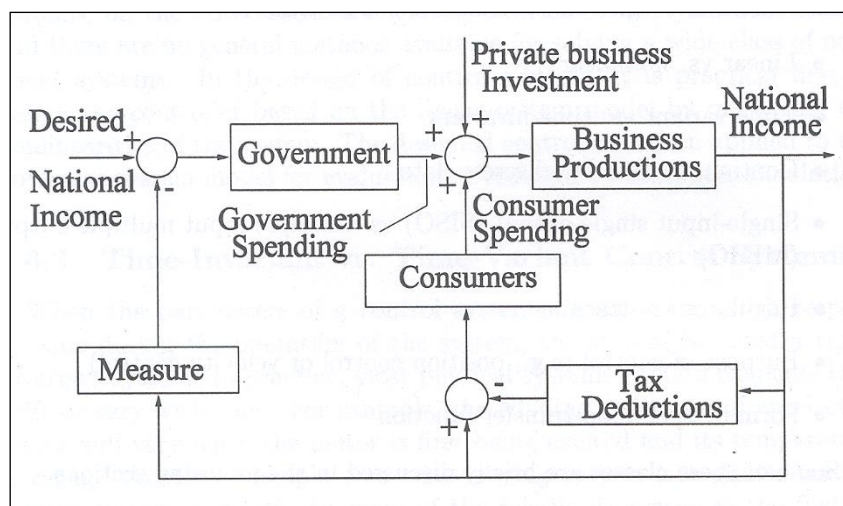 Private Business
Investment
National
Income
Desired
National
Income
+
-
Government
Government
Spending
+
+
+
+
Business
Productions
Consumer
Spending
Consumers
Measure
-
+
Tax
Deductions